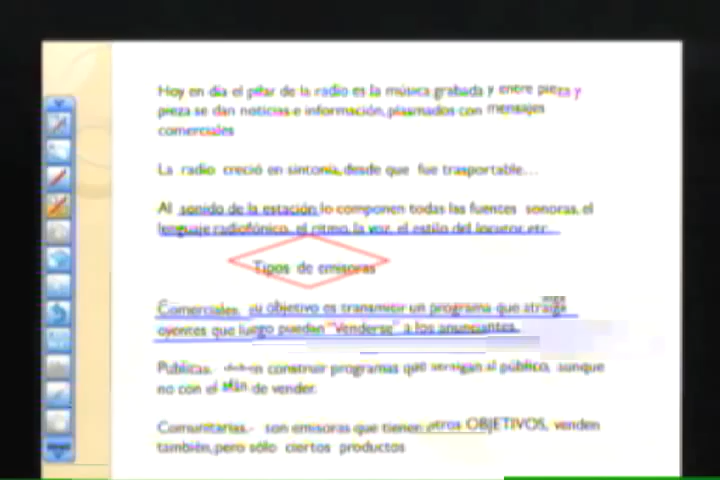 Hoy en día el pilar de la radio es la música grabada y entre pieza y
pieza se dan noticias e información, plasmados con mensajes
comerciales
La radio creció en sintonía, desde que fue trasportable...
Al sonido de la estación lo componen todas las fuentes sonoras, el
lenguaje radiofónico, el ritmo, la voz, el estilo del locutor etc.
Tipos de emisoras
Comerciales. su objetivo es transmitir un programa que atraiga
oyentes que luego puedan "Venderse" a los anunciantes.
Públicas.- deben construir programas que atraigan al público, aunque
no con el afán de vender.
Comunitarias.- son emisoras que tienen otros OBJETIVOS, venden
también, pero sólo ciertos productos